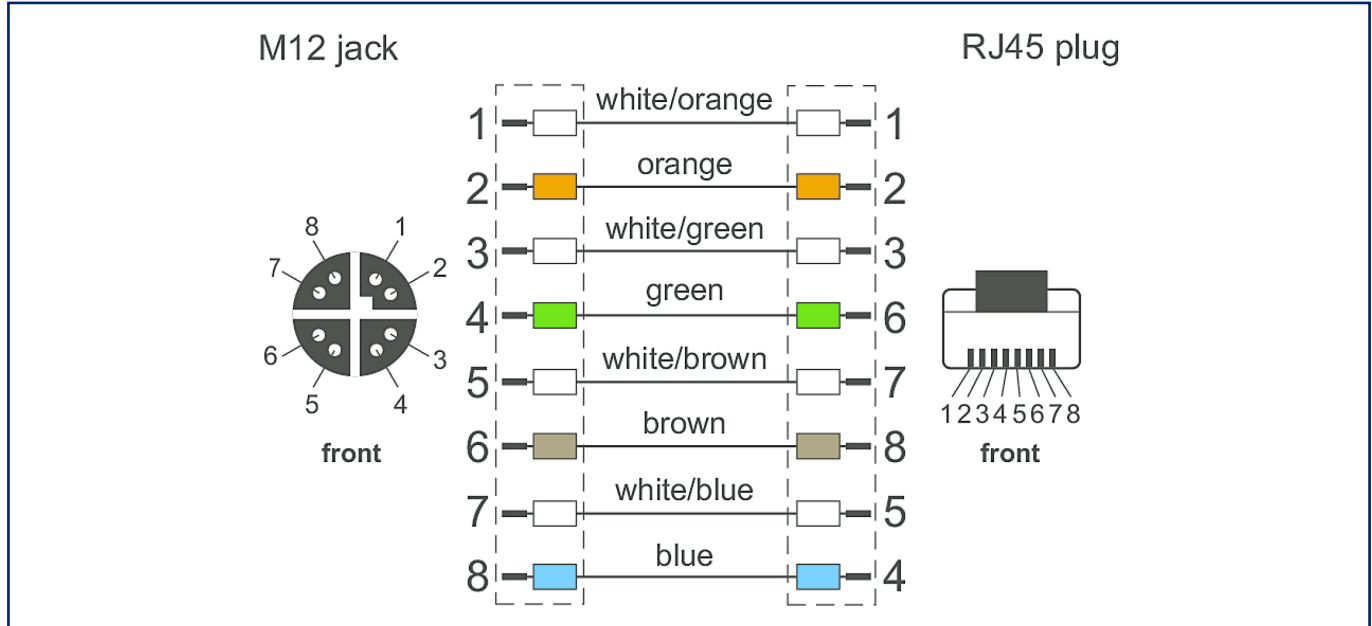 M12 jack
RJ45 plug
1 white/orange 1
2 orange 2
3 white/green 3
4 green 6
5 white/brown 7
6 brown 8
7 white/blue 5
8 blue 4
8 1
7 2
6 3
5 4
front
1 2 3 4 5 6 7 8
front